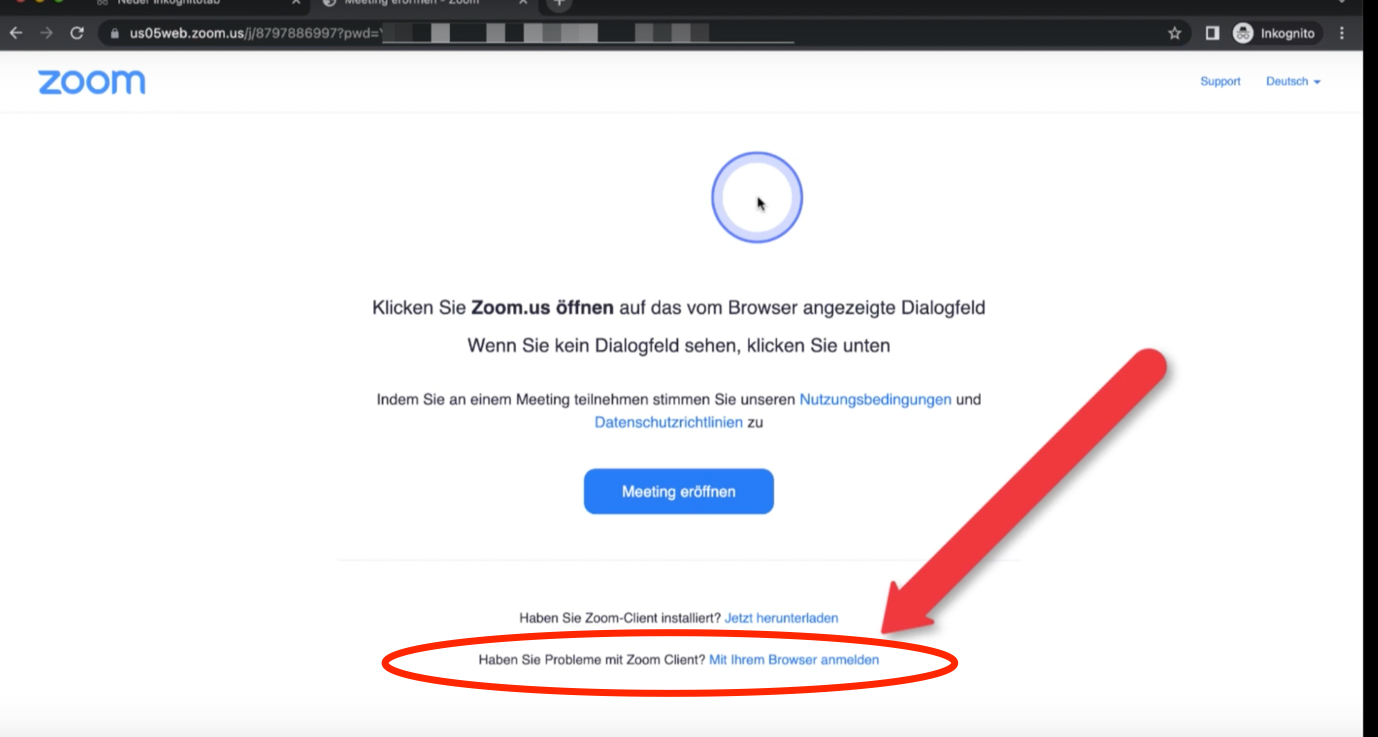 Neuer Inkognitotab
Meeting eröffnen - Zoom
us05web.zoom.us/j/8797886997?pwd=
Inkognito
zoom
Support
Deutsch
Klicken Sie Zoom.us öffnen auf das vom Browser angezeigte Dialogfeld
Wenn Sie kein Dialogfeld sehen, klicken Sie unten
Indem Sie an einem Meeting teilnehmen stimmen Sie unseren Nutzungsbedingungen und
Datenschutzrichtlinien zu
Meeting eröffnen
Haben Sie Zoom-Client installiert? Jetzt herunterladen
Haben Sie Probleme mit Zoom Client? Mit Ihrem Browser anmelden